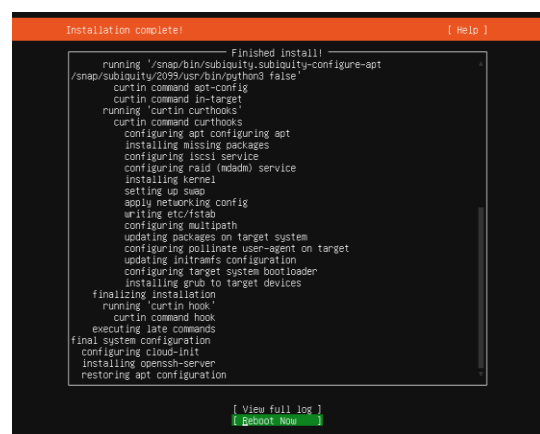 Installation complete! [ Help ]
Finished install!
running '/snap/bin/subiquity.subiquity-configure-apt
/snap/subiquity/2099/usr/bin/python3 false'
curtin command apt-config
curtin command in-target
running 'curtin curthooks'
curtin command curthooks
configuring apt configuring apt
installing missing packages
configuring iscsi service
configuring raid (mdadm) service
installing kernel
setting up swap
apply networking config
writing etc/fstab
configuring multipath
updating packages on target system
configuring pollinate user-agent on target
updating initramfs configuration
configuring target system bootloader
installing grub to target devices
finalizing installation
running 'curtin hook'
curtin command hook
executing late commands
final system configuration
configuring cloud-init
installing openssh-server
restoring apt configuration
[ View full log ]
[ Reboot Now ]